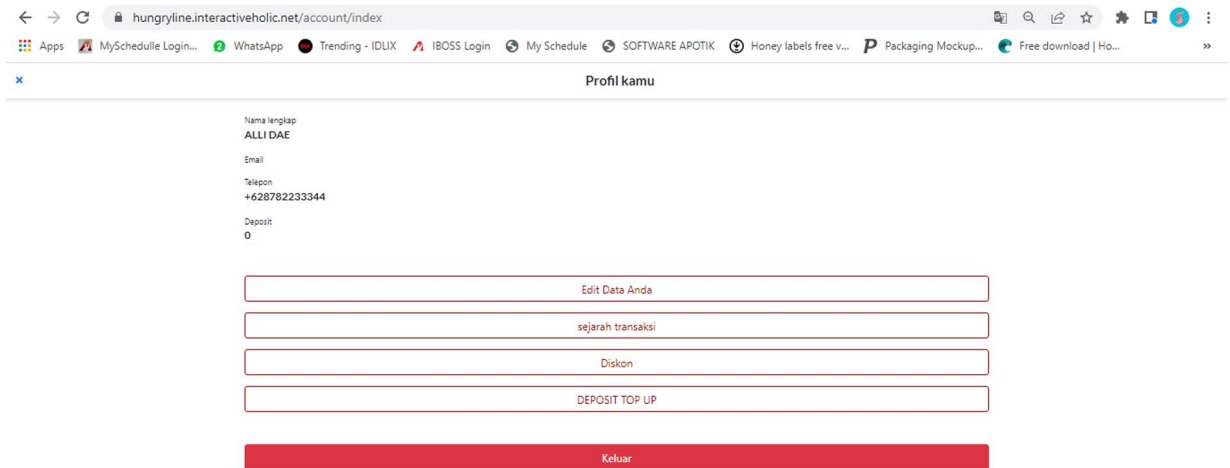 hungryline.interactiveholic.net/account/index
Apps MySchedulle Login... WhatsApp Trending - IDLIX IBOSS Login My Schedule SOFTWARE APOTIK Honey labels free v... Packaging Mockup... Free download | Ho... »
Profil kamu
Nama lengkap
ALLI DAE
Email
Telepon
+628782233344
Deposit
0
Edit Data Anda
sejarah transaksi
Diskon
DEPOSIT TOP UP
Keluar